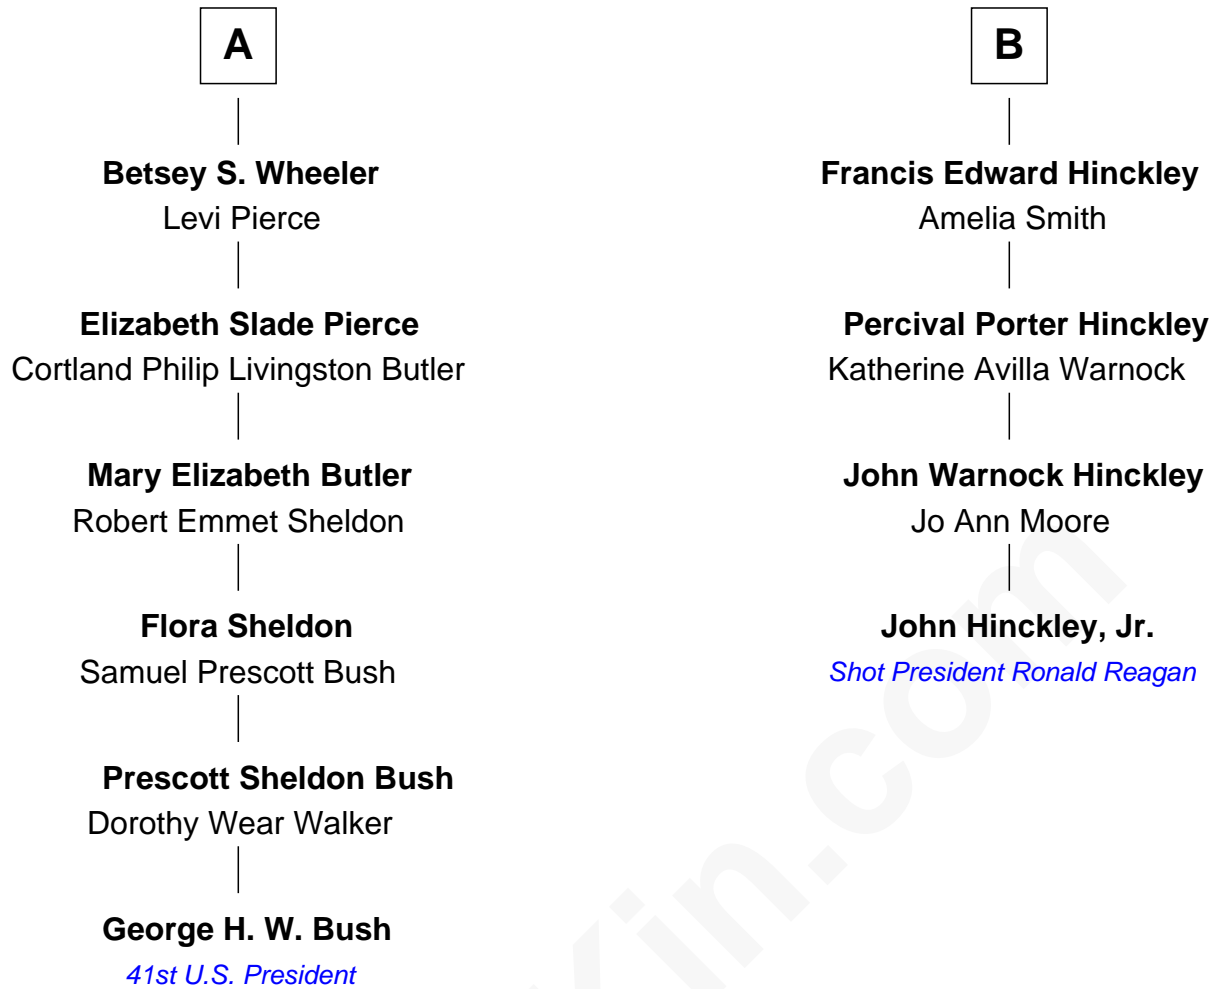 A
Betsey S. Wheeler
Levi Pierce
Elizabeth Slade Pierce
Cortland Philip Livingston Butler
Mary Elizabeth Butler
Robert Emmet Sheldon
Flora Sheldon
Samuel Prescott Bush
Prescott Sheldon Bush
Dorothy Wear Walker
George H. W. Bush
41st U.S. President
B
Francis Edward Hinckley
Amelia Smith
Percival Porter Hinckley
Katherine Avilla Warnock
John Warnock Hinckley
Jo Ann Moore
John Hinckley, Jr.
Shot President Ronald Reagan